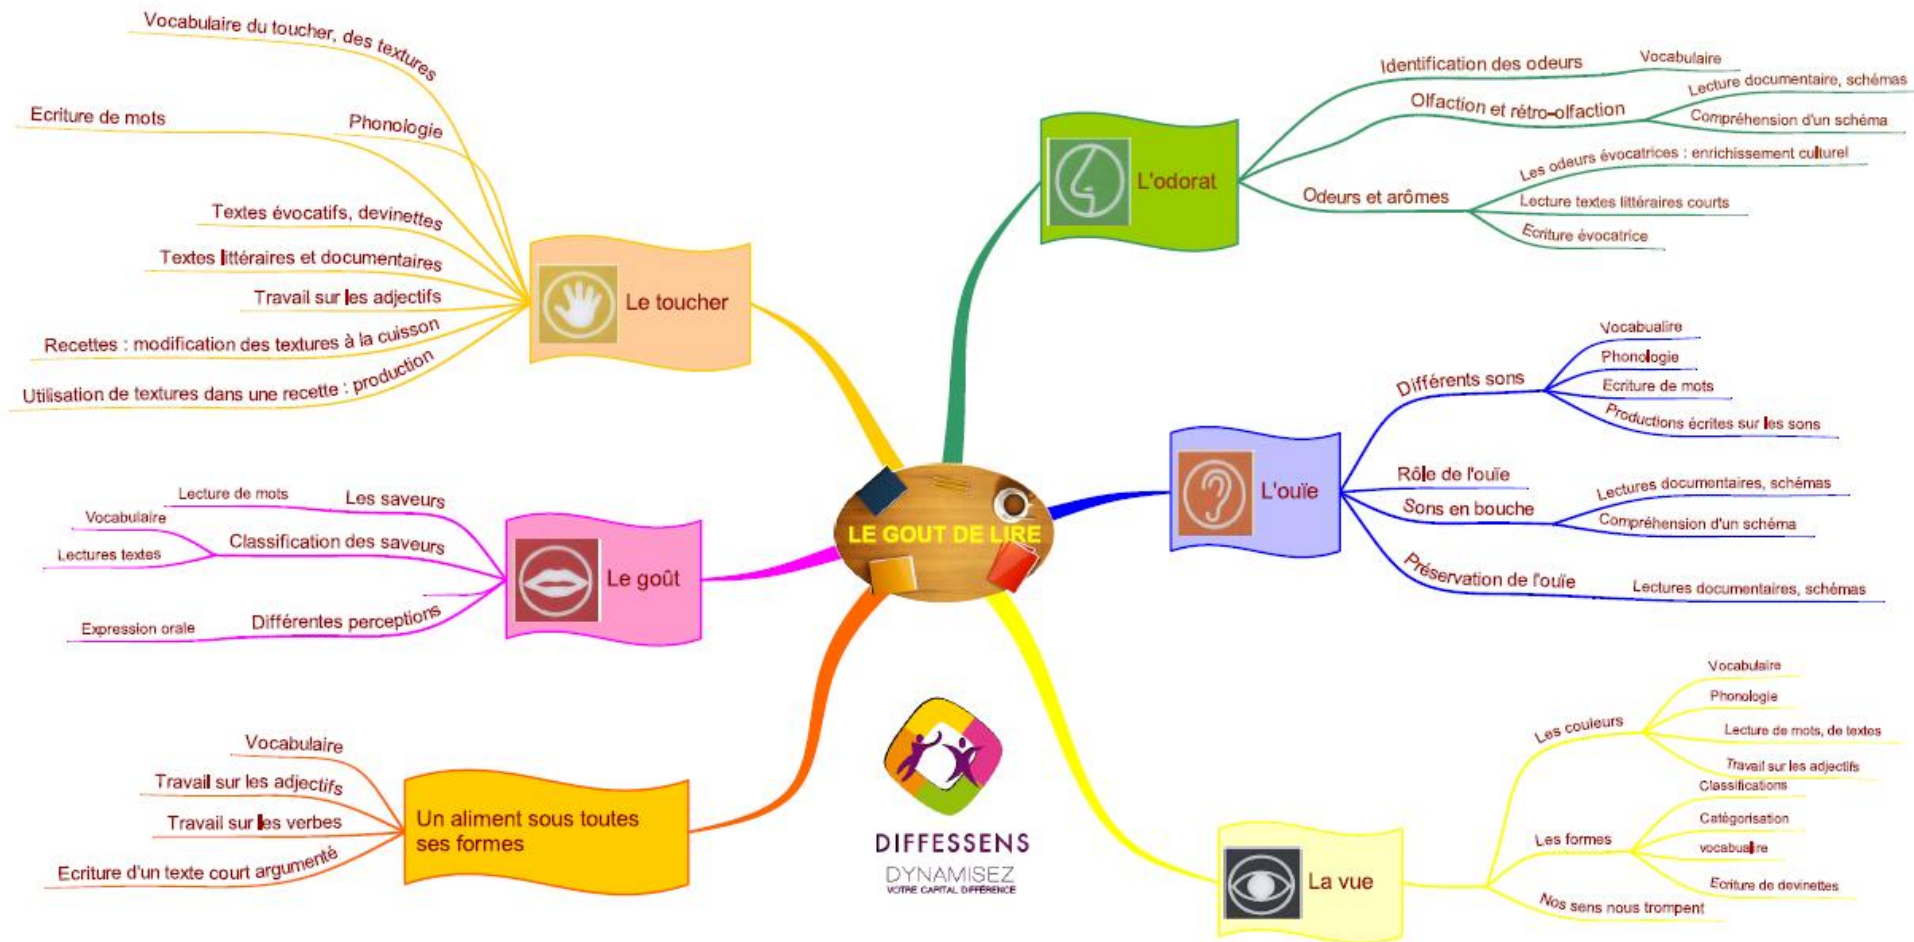 LE GOUT DE LIRE
Le toucher
Vocabulaire du toucher, des textures
Ecriture de mots
Phonologie
Textes évocatifs, devinettes
Textes littéraires et documentaires
Travail sur les adjectifs
Recettes : modification des textures à la cuisson
Utilisation de textures dans une recette : production
Le goût
Les saveurs
Lecture de mots
Classification des saveurs
Vocabulaire
Lectures textes
Différentes perceptions
Expression orale
Un aliment sous toutes
ses formes
Vocabulaire
Travail sur les adjectifs
Travail sur les verbes
Ecriture d'un texte court argumenté
L'odorat
Identification des odeurs
Vocabulaire
Olfaction et rétro-olfaction
Lecture documentaire, schémas
Compréhension d'un schéma
Odeurs et arômes
Les odeurs évocatrices : enrichissement culturel
Lecture textes littéraires courts
Ecriture évocatrice
L'ouïe
Différents sons
Vocabualire
Phonologie
Ecriture de mots
Productions écrites sur les sons
Rôle de l'ouïe
Sons en bouche
Lectures documentaires, schémas
Compréhension d'un schéma
Préservation de l'ouïe
Lectures documentaires, schémas
La vue
Les couleurs
Vocabulaire
Phonologie
Lecture de mots, de textes
Travail sur les adjectifs
Les formes
Classifications
Catégorisation
vocabualire
Ecriture de devinettes
Nos sens nous trompent
DIFFESSENS
DYNAMISEZ
VOTRE CAPITAL DIFFÉRENCE